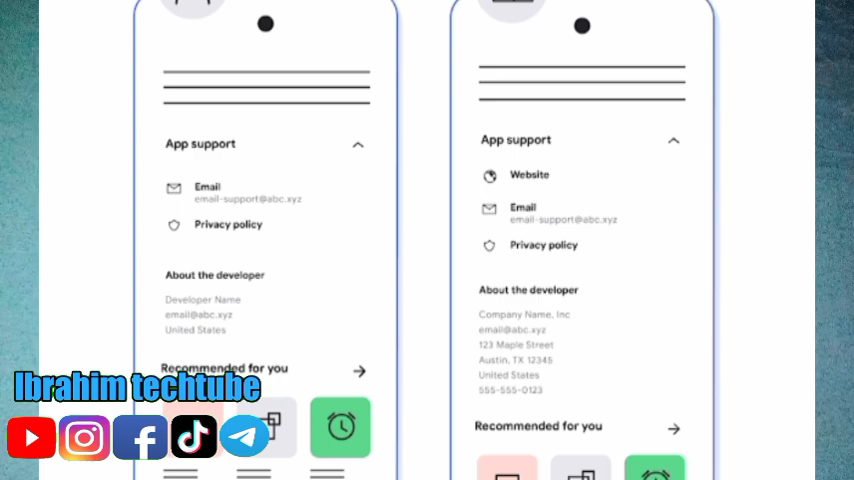 App support
Email
email-support@abc.xyz
Privacy policy
About the developer
Developer Name
email@abc.xyz
United States
Recommended for you
App support
Website
Email
email-support@abc.xyz
Privacy policy
About the developer
Company Name, Inc
email@abc.xyz
123 Maple Street
Austin, TX 12345
United States
555-555-0123
Recommended for you
Ibrahim techtube